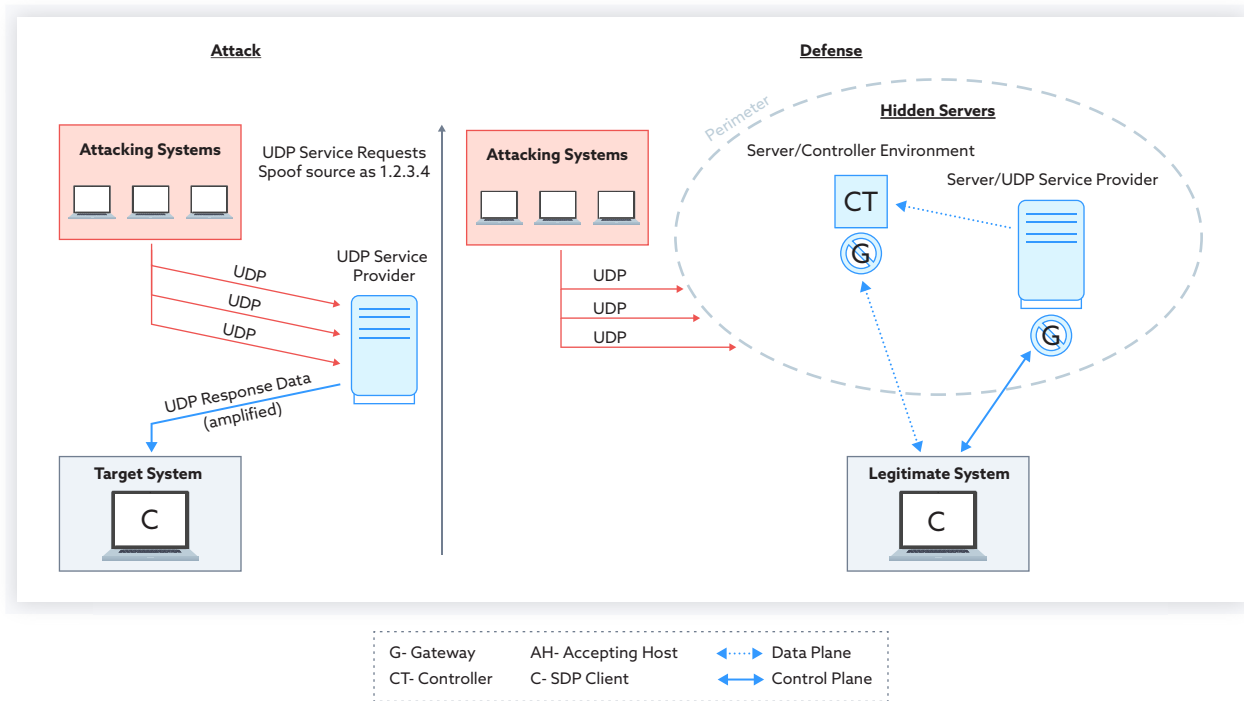 Attack
Attacking Systems
UDP Service Requests
Spoof source as 1.2.3.4
UDP Service
Provider
UDP
UDP
UDP
UDP Response Data
(amplified)
Target System
C
Defense
Perimeter
Hidden Servers
Attacking Systems
Server/Controller Environment
Server/UDP Service Provider
CT
G
UDP
UDP
UDP
G
Legitimate System
C
G- Gateway
AH- Accepting Host
Data Plane
CT- Controller
C- SDP Client
Control Plane